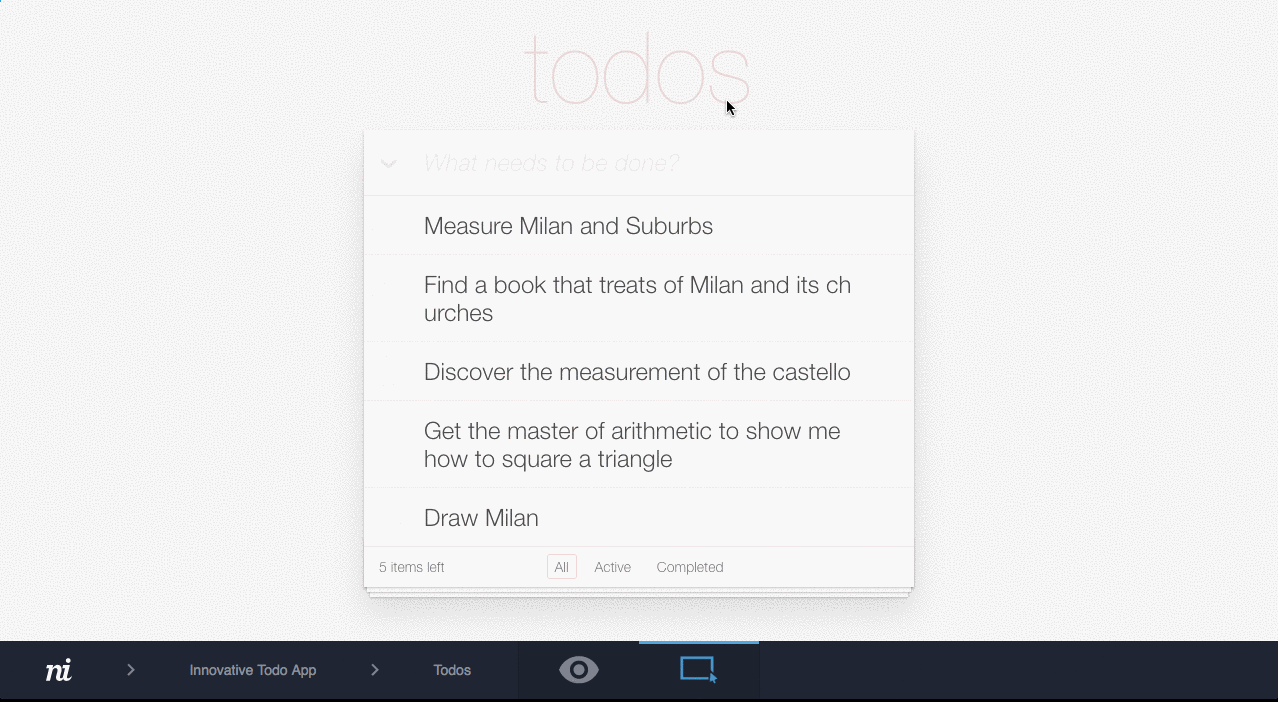 todos
What needs to be done?
Measure Milan and Suburbs
Find a book that treats of Milan and its ch
urches
Discover the measurement of the castello
Get the master of arithmetic to show me
how to square a triangle
Draw Milan
5 items left All Active Completed
ni Innovative Todo App Todos